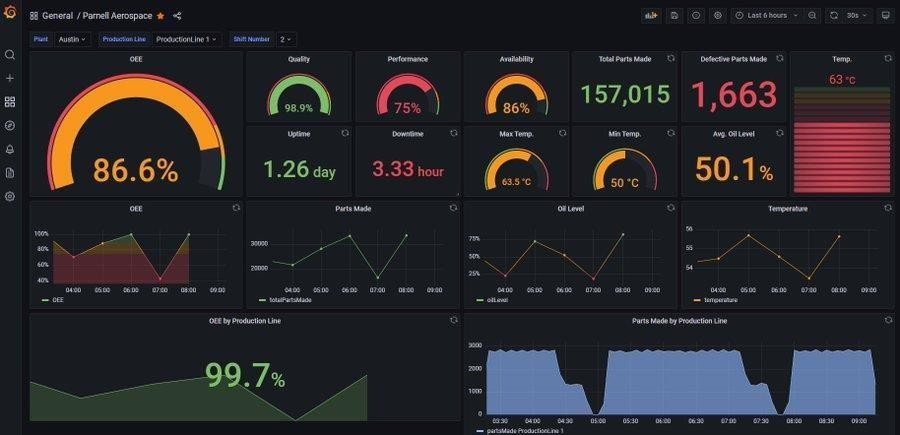 General / Parnell Aerospace
Last 6 hours
30s
Plant Austin Production Line ProductionLine 1 Shift Number 2
OEE
86.6%
Quality
98.9%
Performance
75%
Availability
86%
Total Parts Made
157,015
Defective Parts Made
1,663
Temp.
63 °C
Uptime
1.26 day
Downtime
3.33 hour
Max Temp.
63.5 °C
Min Temp.
50 °C
Avg. Oil Level
50.1%
OEE
100%
80%
60%
40%
04:00 05:00 06:00 07:00 08:00 09:00
OEE
Parts Made
30000
20000
04:00 05:00 06:00 07:00 08:00 09:00
totalPartsMade
Oil Level
75%
50%
25%
04:00 05:00 06:00 07:00 08:00 09:00
oilLevel
Temperature
56
55
54
04:00 05:00 06:00 07:00 08:00 09:00
temperature
OEE by Production Line
99.7%
Parts Made by Production Line
3000
2000
1000
0
03:30 04:00 04:30 05:00 05:30 06:00 06:30 07:00 07:30 08:00 08:30 09:00
partsMade ProductionLine 1